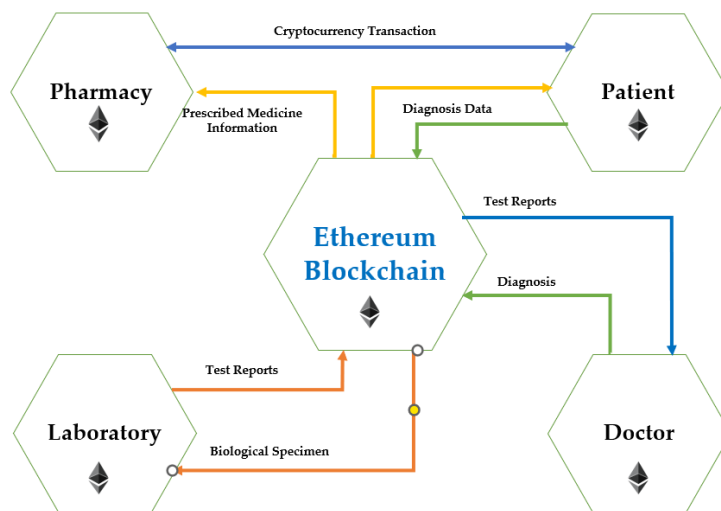 Cryptocurrency Transaction
Pharmacy
Patient
Prescribed Medicine
Information
Diagnosis Data
Test Reports
Ethereum
Blockchain
Diagnosis
Test Reports
Laboratory
Biological Specimen
Doctor